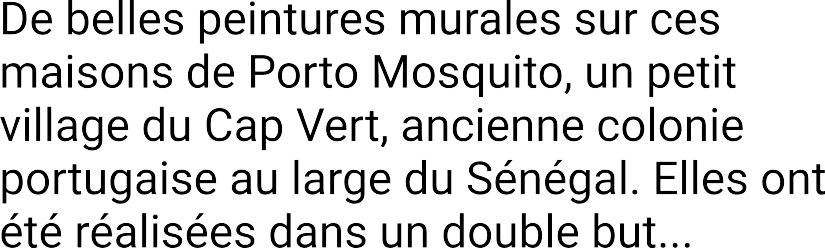 De belles peintures murales sur ces
maisons de Porto Mosquito, un petit
village du Cap Vert, ancienne colonie
portugaise au large du Sénégal. Elles ont
été réalisées dans un double but...